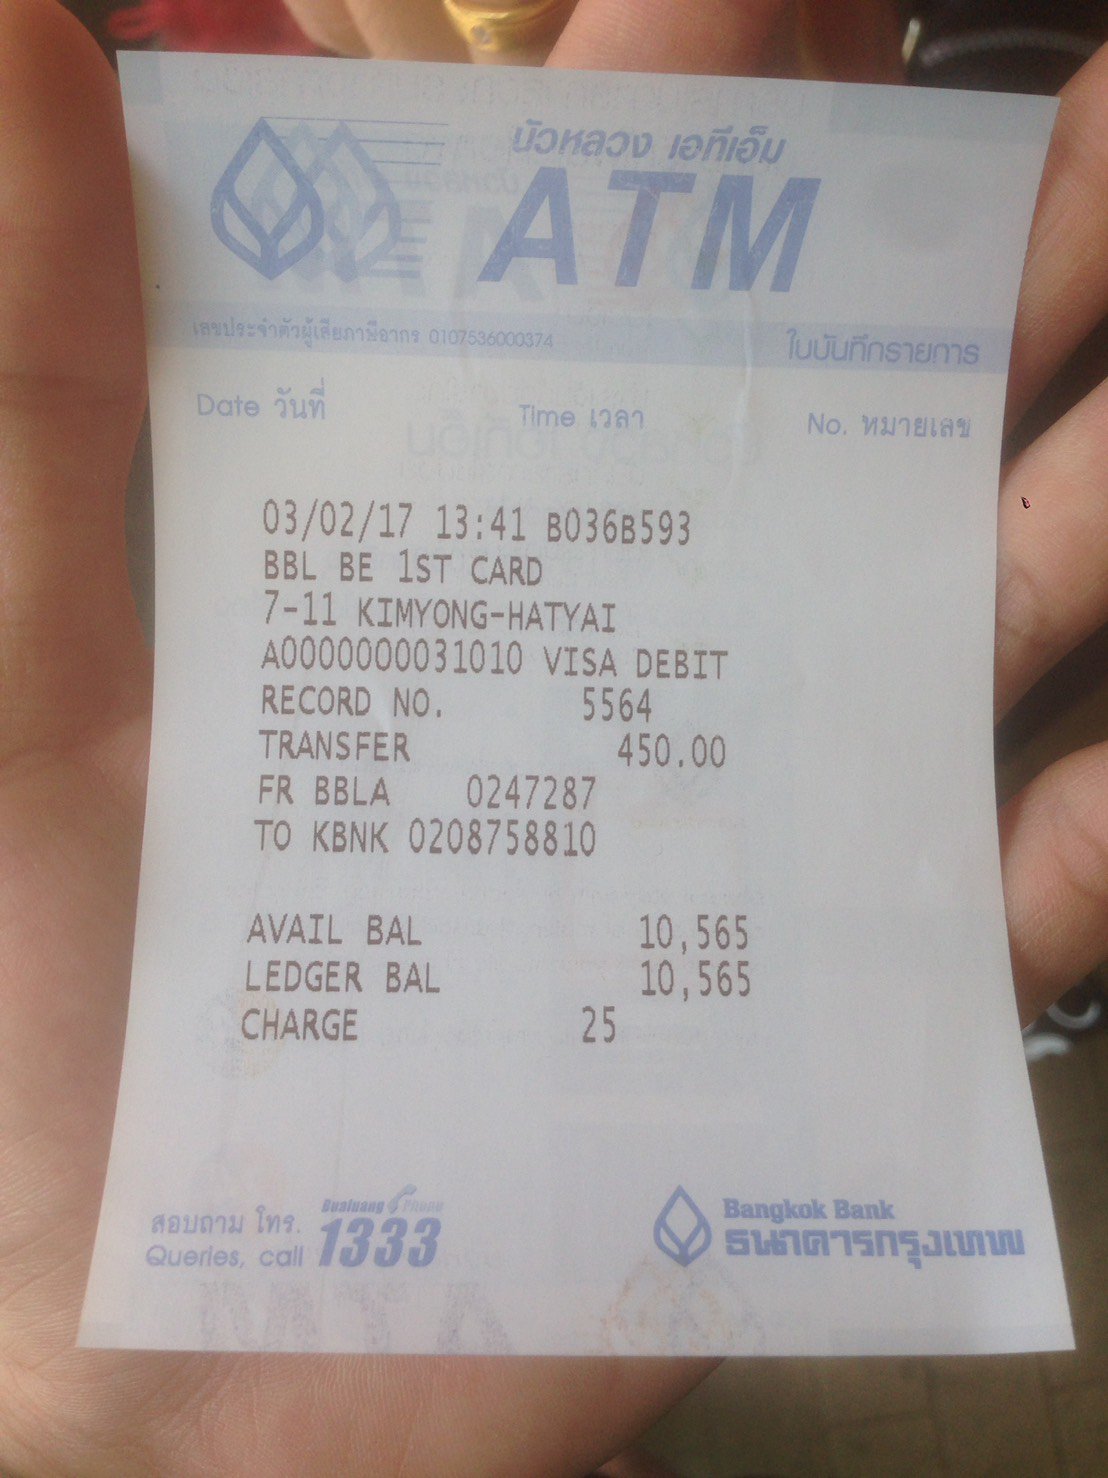 บัวหลวง เอทีเอ็ม
ATM
เลขประจำตัวผู้เสียภาษีอากร 0107536000374
ใบบันทึกรายการ
Date วันที่ Time เวลา No. หมายเลข
03/02/17 13:41 B036B593
BBL BE 1ST CARD
7-11 KIMYONG-HATYAI
A0000000031010 VISA DEBIT
RECORD NO. 5564
TRANSFER 450.00
FR BBLA 0247287
TO KBNK 0208758810
AVAIL BAL 10,565
LEDGER BAL 10,565
CHARGE 25
สอบถาม โทร.
Queries, call
Bualuang Phone
1333
Bangkok Bank
ธนาคารกรุงเทพ